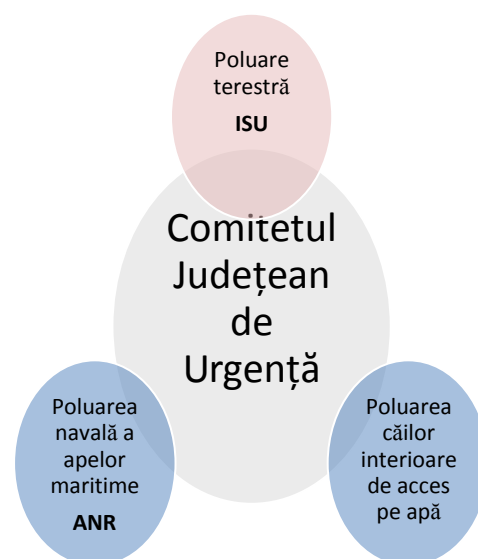 Poluare
terestră
ISU
Comitetul
Județean
de
Urgență
Poluarea
navală a
apelor
maritime
ANR
Poluarea
căilor
interioare
de acces
pe apă